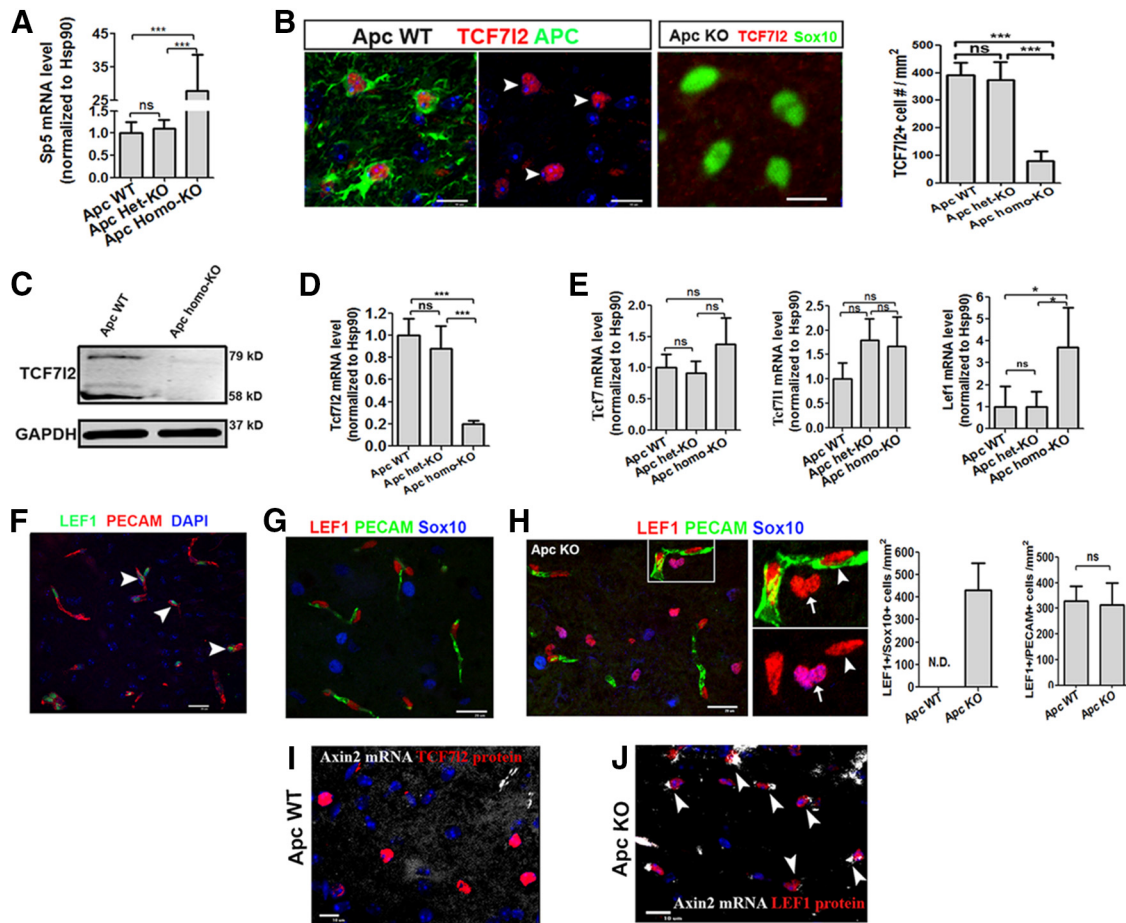 A
Sp5 mRNA level
(normalized to Hsp90)
45
35
25
1.0
0.5
0.0
***
***
ns
Apc WT
Apc Het-KO
Apc Homo-KO
B
Apc WT TCF7l2 APC
Apc KO TCF7l2 Sox10
TCF7l2+ cell # / mm²
500
400
300
200
100
0
***
ns
***
Apc WT
Apc het-KO
Apc homo-KO
C
Apc WT
Apc homo-KO
TCF7l2
79 kD
58 kD
GAPDH
37 kD
D
Tcf7l2 mRNA level
(normalized to Hsp90)
1.2
1.0
0.8
0.6
0.4
0.2
0.0
***
ns
***
Apc WT
Apc het-KO
Apc homo-KO
E
Tcf7 mRNA level
(normalized to Hsp90)
2.0
1.5
1.0
0.5
0.0
ns
ns
ns
Apc WT
Apc het-KO
Apc homo-KO
Tcf7l1 mRNA level
(normalized to Hsp90)
2.5
2.0
1.5
1.0
0.5
0.0
ns
ns
ns
Apc WT
Apc het-KO
Apc homo-KO
Lef1 mRNA level
(normalized to Hsp90)
6
5
4
3
2
1
0
*
*
ns
Apc WT
Apc het-KO
Apc homo-KO
F
LEF1 PECAM DAPI
G
LEF1 PECAM Sox10
H
LEF1 PECAM Sox10
Apc KO
LEF1+/Sox10+ cells /mm²
600
500
400
300
200
100
0
N.D.
Apc WT
Apc KO
LEF1+/PECAM+ cells/mm²
500
400
300
200
100
0
ns
Apc WT
Apc KO
I
Apc WT
Axin2 mRNA TCF7l2 protein
J
Apc KO
Axin2 mRNA LEF1 protein